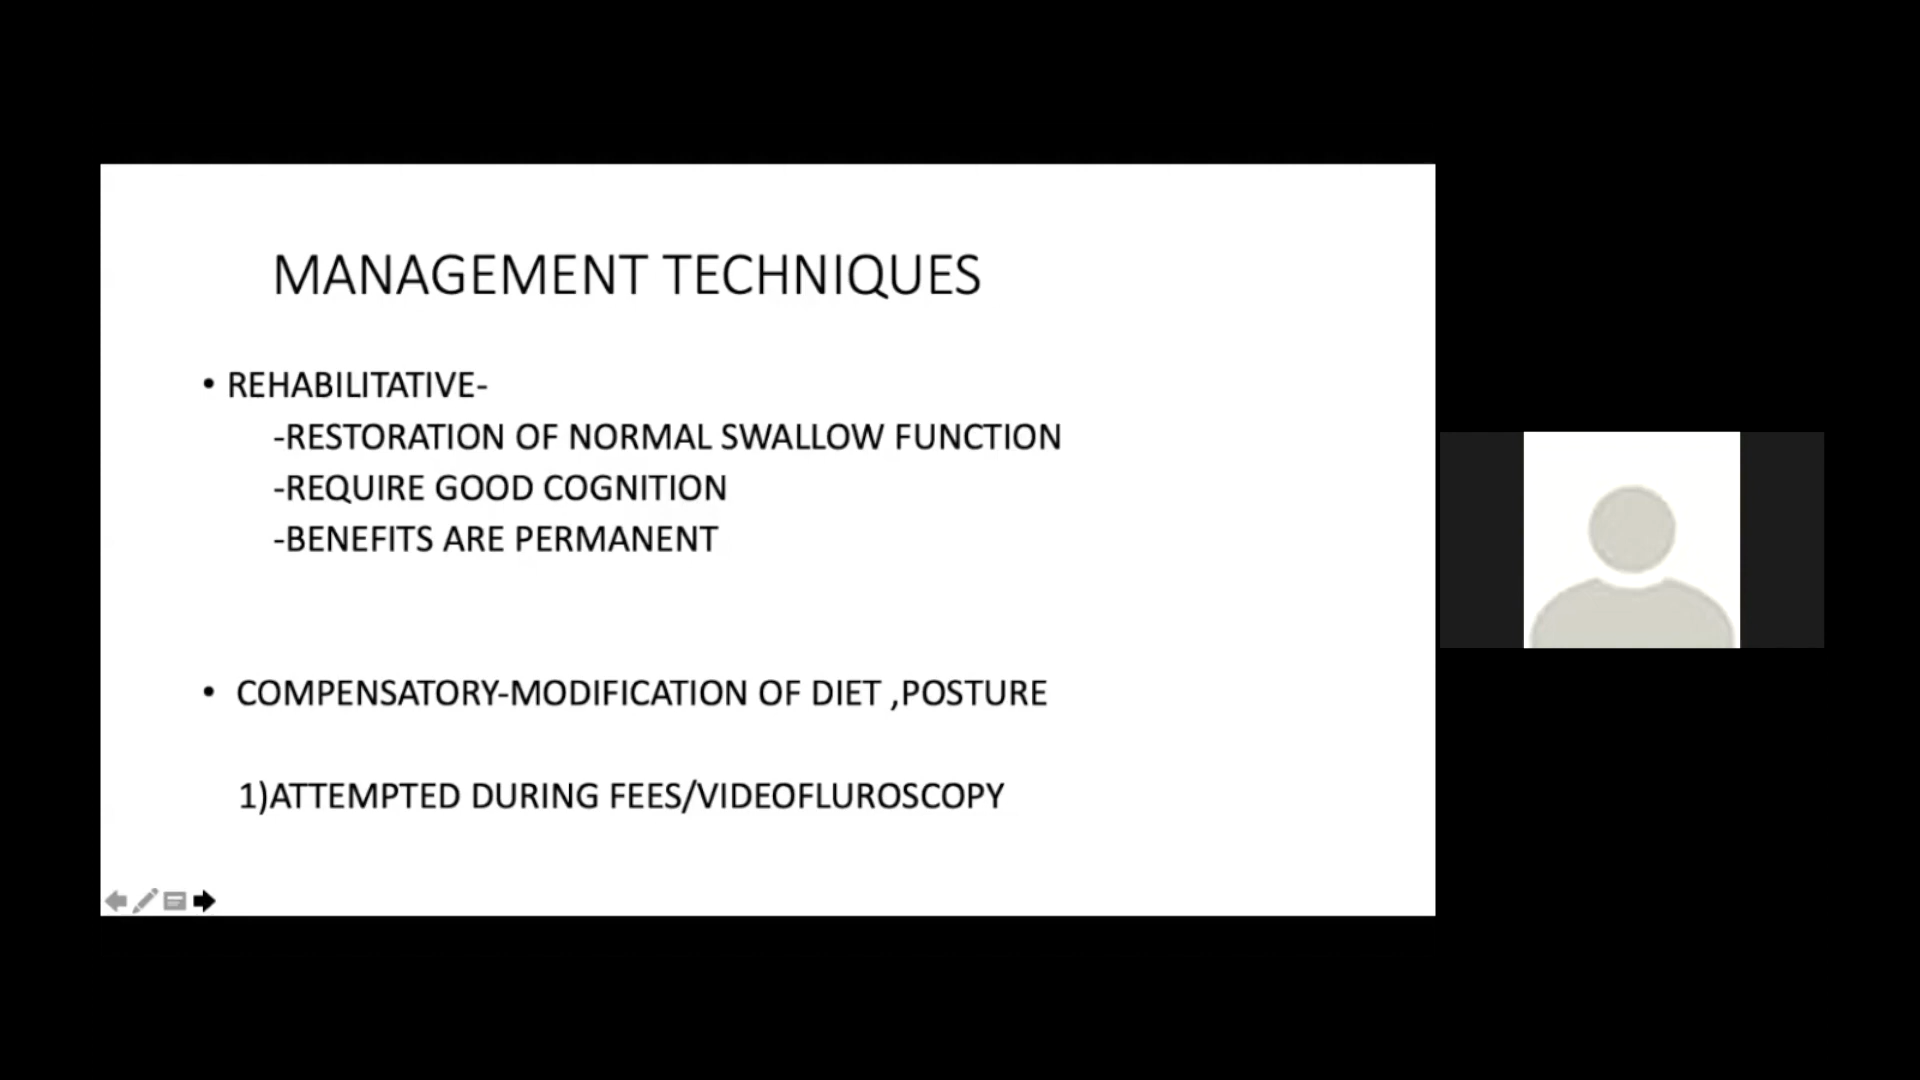 MANAGEMENT TECHNIQUES
• REHABILITATIVE-
-RESTORATION OF NORMAL SWALLOW FUNCTION
-REQUIRE GOOD COGNITION
-BENEFITS ARE PERMANENT
• COMPENSATORY-MODIFICATION OF DIET ,POSTURE
1)ATTEMPTED DURING FEES/VIDEOFLUROSCOPY